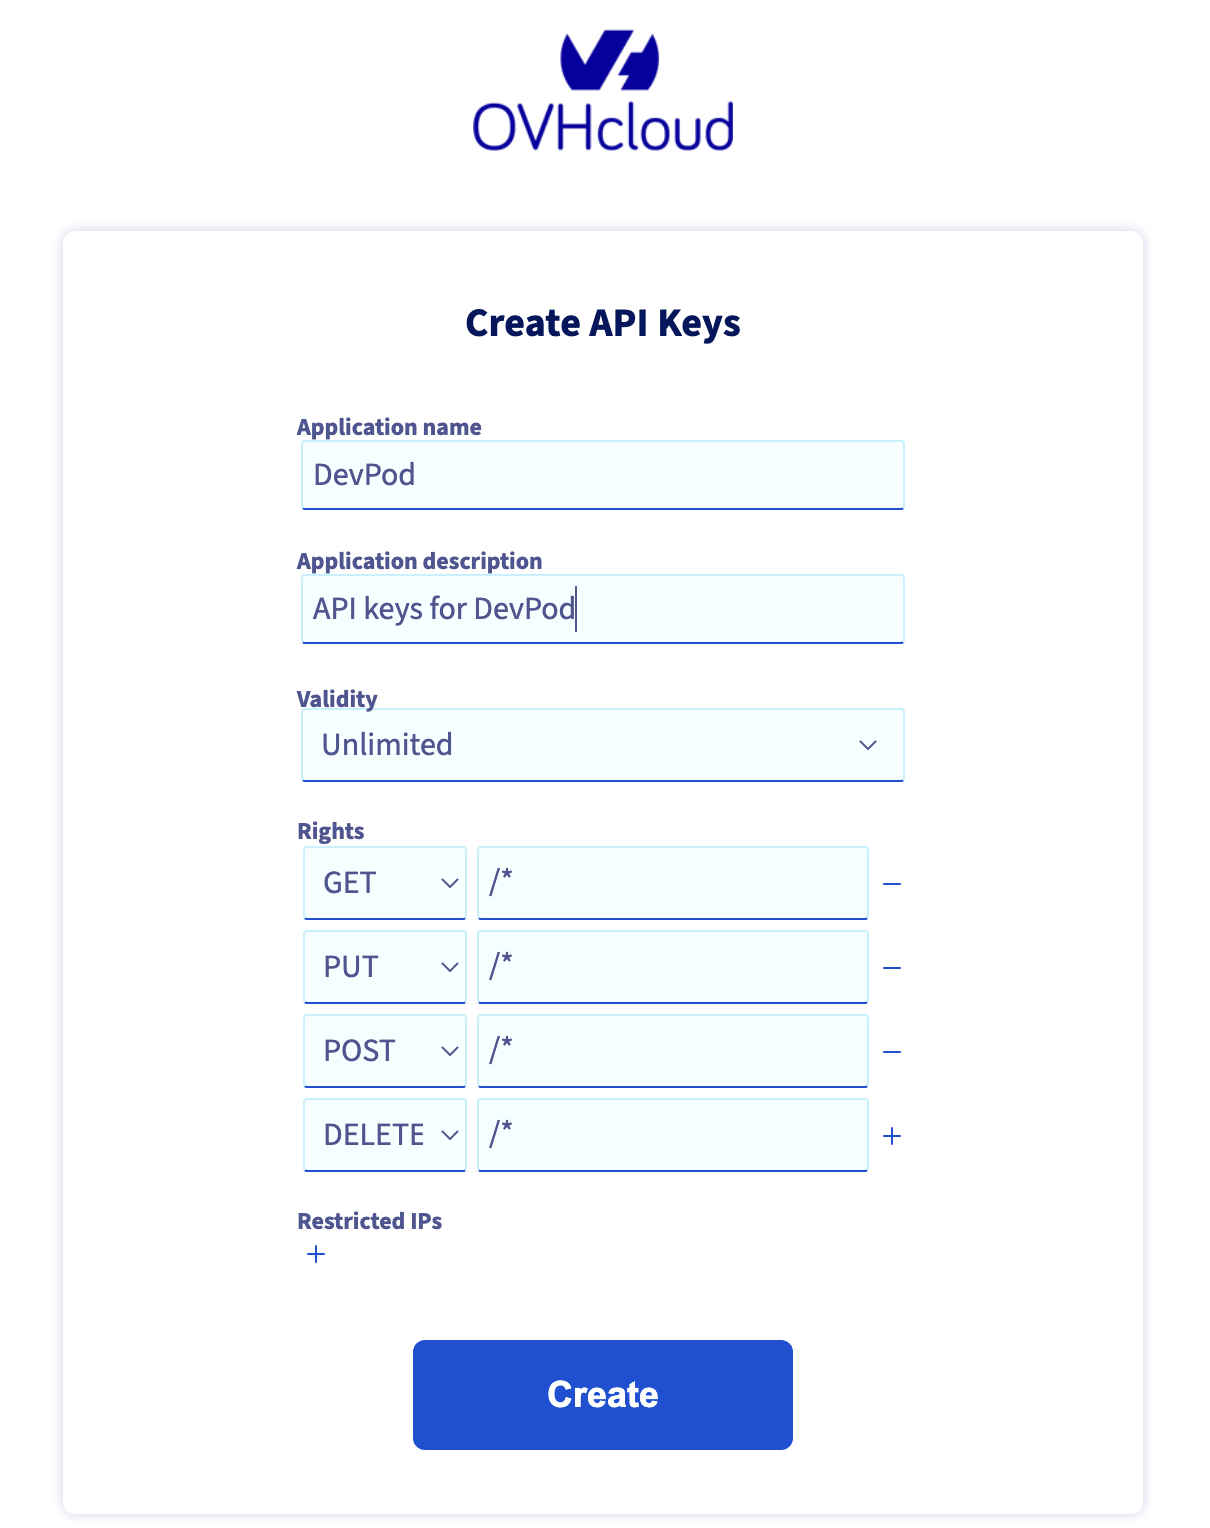 OVHcloud
Create API Keys
Application name
DevPod
Application description
API keys for DevPod
Validity
Unlimited
Rights
GET /*
PUT /*
POST /*
DELETE /*
Restricted IPs
Create